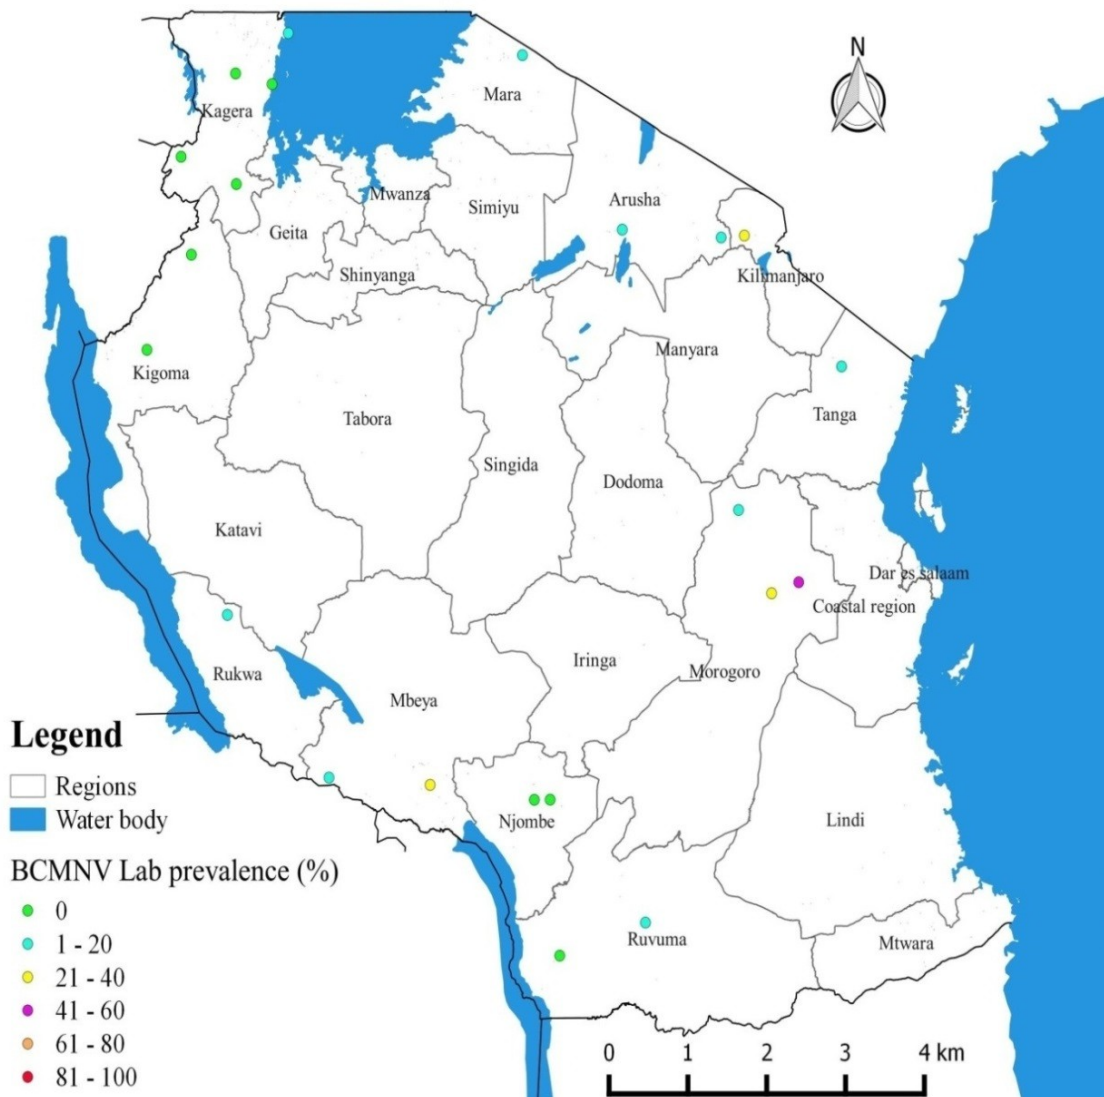 N
Mara
Kagera
Mwanza
Arusha
Simiyu
Geita
Shinyanga
Kilimanjaro
Manyara
Kigoma
Tabora
Tanga
Singida
Dodoma
Katavi
Dar es salaam
Coastal region
Iringa
Rukwa
Morogoro
Mbeya
Njombe
Lindi
Ruvuma
Mtwara
Legend
Regions
Water body
BCMNV Lab prevalence (%)
0
1 - 20
21 - 40
41 - 60
61 - 80
81 - 100
0 1 2 3 4 km